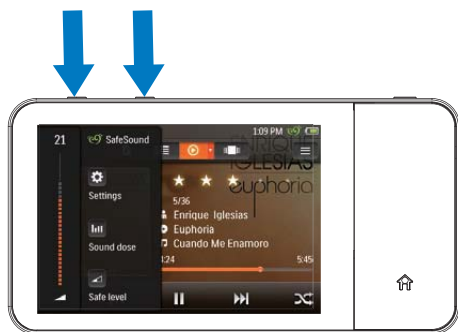 21
SafeSound
Settings
Sound dose
Safe level
1:09 PM
ENRIQUE
IGLESIAS
euphoria
5/36
Enrique Iglesias
Euphoria
Cuando Me Enamoro
:24
5:45